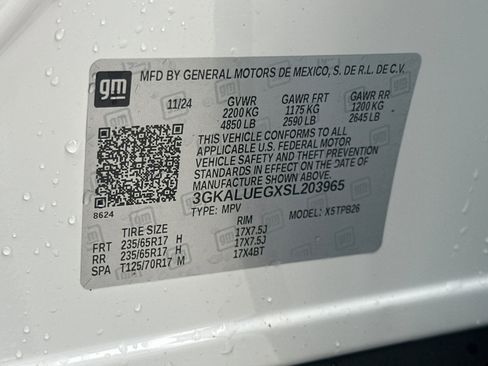 gm
MFD BY GENERAL MOTORS DE MEXICO, S. DE R.L. DE C.V.
11/24 GVWR GAWR FRT GAWR RR
2200 KG 1175 KG 1200 KG
4850 LB 2590 LB 2645 LB
THIS VEHICLE CONFORMS TO ALL
APPLICABLE U.S. FEDERAL MOTOR
VEHICLE SAFETY AND THEFT PREVENTION
STANDARDS IN EFFECT ON THE DATE OF
MANUFACTURE SHOWN ABOVE.
8624 3GKALUEGXSL203965
TYPE: MPV MODEL: X5TPB26
TIRE SIZE RIM
FRT 235/65R17 H 17X7.5J
RR 235/65R17 H 17X7.5J
SPA T125/70R17 M 17X4BT